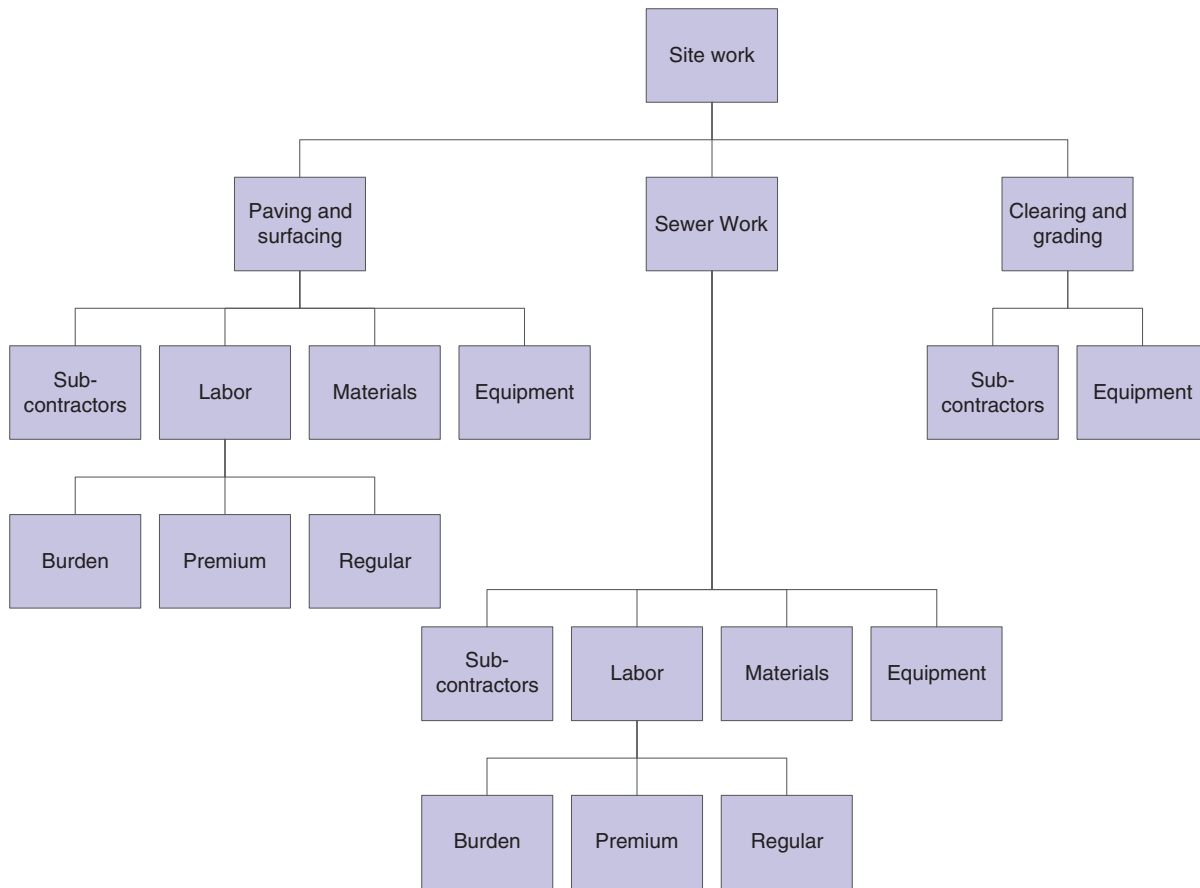 Site work
Paving and
surfacing
Sewer Work
Clearing and
grading
Sub-
contractors
Labor
Materials
Equipment
Sub-
contractors
Equipment
Burden
Premium
Regular
Sub-
contractors
Labor
Materials
Equipment
Burden
Premium
Regular